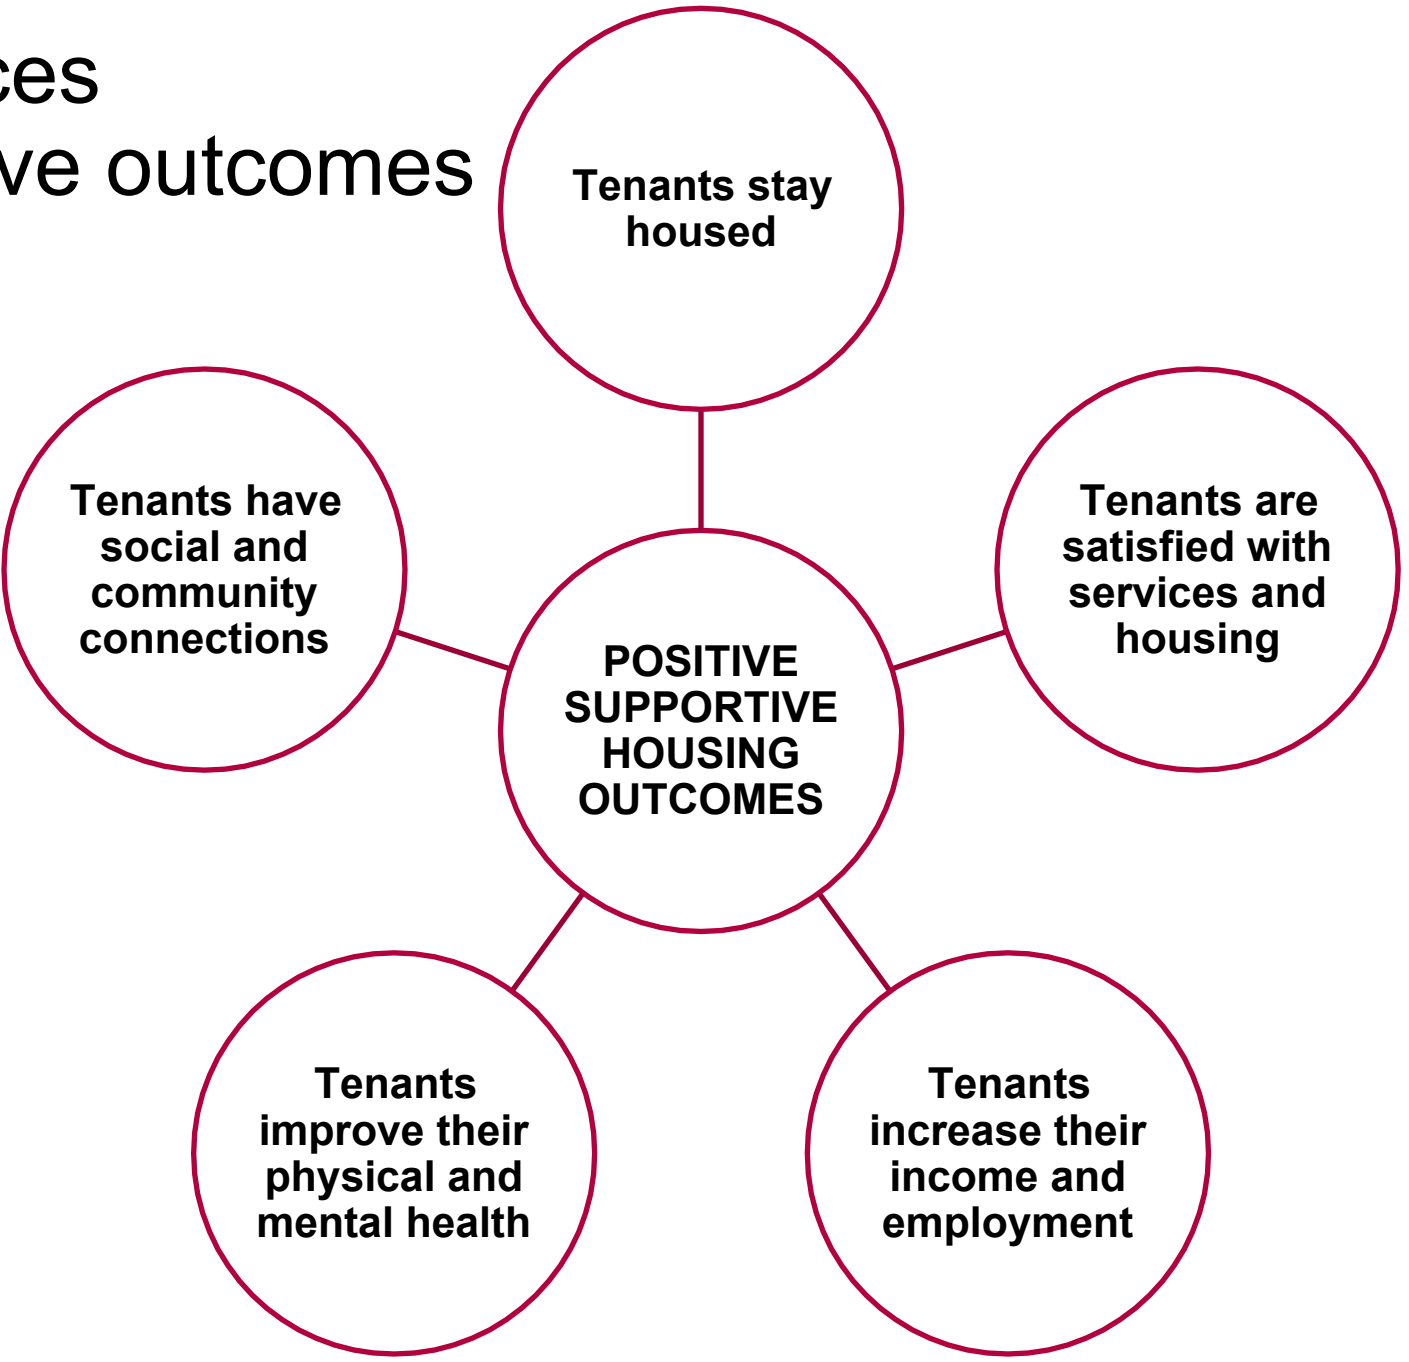 ces
ve outcomes
Tenants stay
housed
Tenants have
social and
community
connections
Tenants are
satisfied with
services and
housing
POSITIVE
SUPPORTIVE
HOUSING
OUTCOMES
Tenants
improve their
physical and
mental health
Tenants
increase their
income and
employment